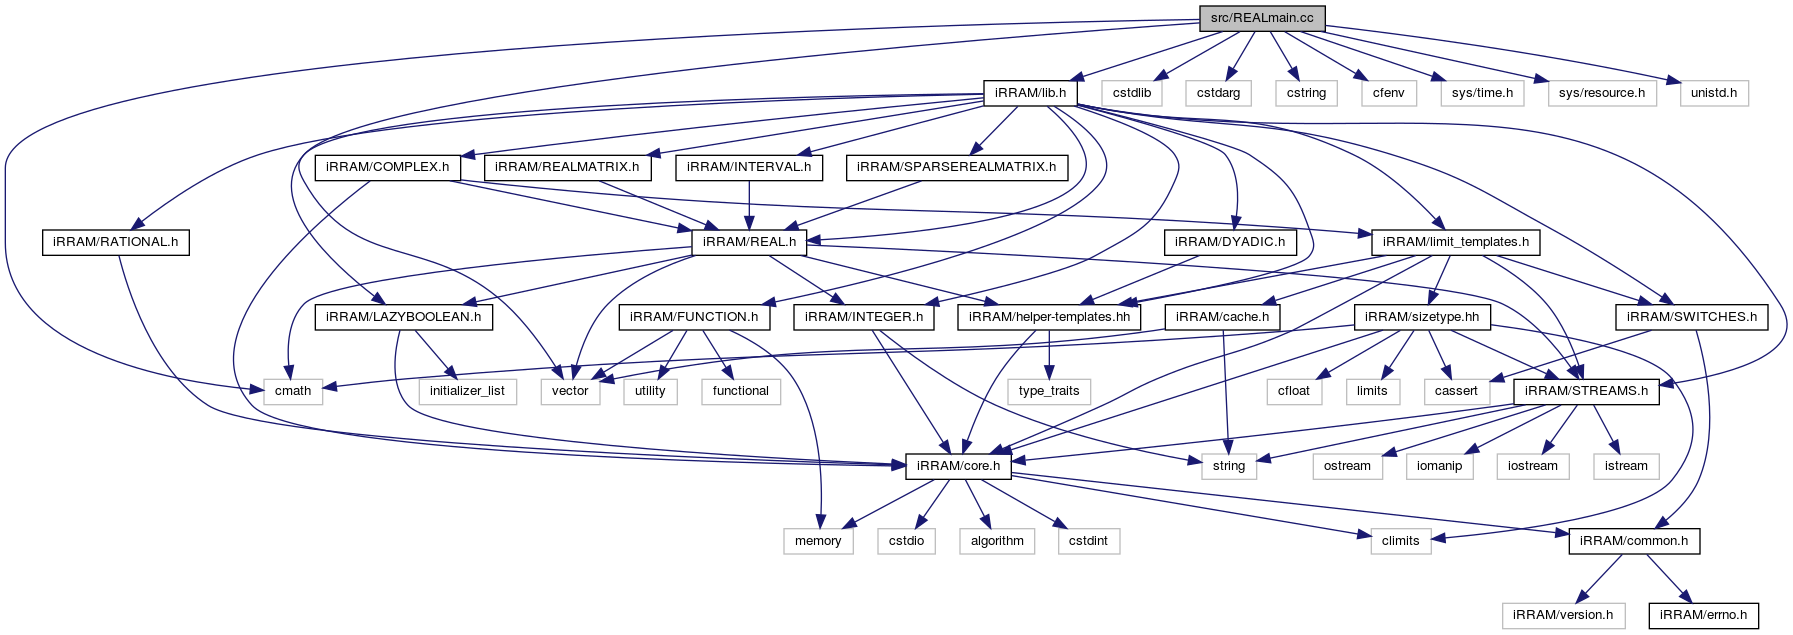 src/REALmain.cc
iRRAM/lib.h
cstdlib
cstdarg
cstring
cfenv
sys/time.h
sys/resource.h
unistd.h
iRRAM/COMPLEX.h
iRRAM/REALMATRIX.h
iRRAM/INTERVAL.h
iRRAM/SPARSEREALMATRIX.h
iRRAM/RATIONAL.h
iRRAM/REAL.h
iRRAM/DYADIC.h
iRRAM/limit_templates.h
iRRAM/LAZYBOOLEAN.h
iRRAM/FUNCTION.h
iRRAM/INTEGER.h
iRRAM/helper-templates.hh
iRRAM/cache.h
iRRAM/sizetype.hh
iRRAM/SWITCHES.h
cmath
initializer_list
vector
utility
functional
type_traits
cfloat
limits
cassert
iRRAM/STREAMS.h
iRRAM/core.h
string
ostream
iomanip
iostream
istream
memory
cstdio
algorithm
cstdint
climits
iRRAM/common.h
iRRAM/version.h
iRRAM/errno.h